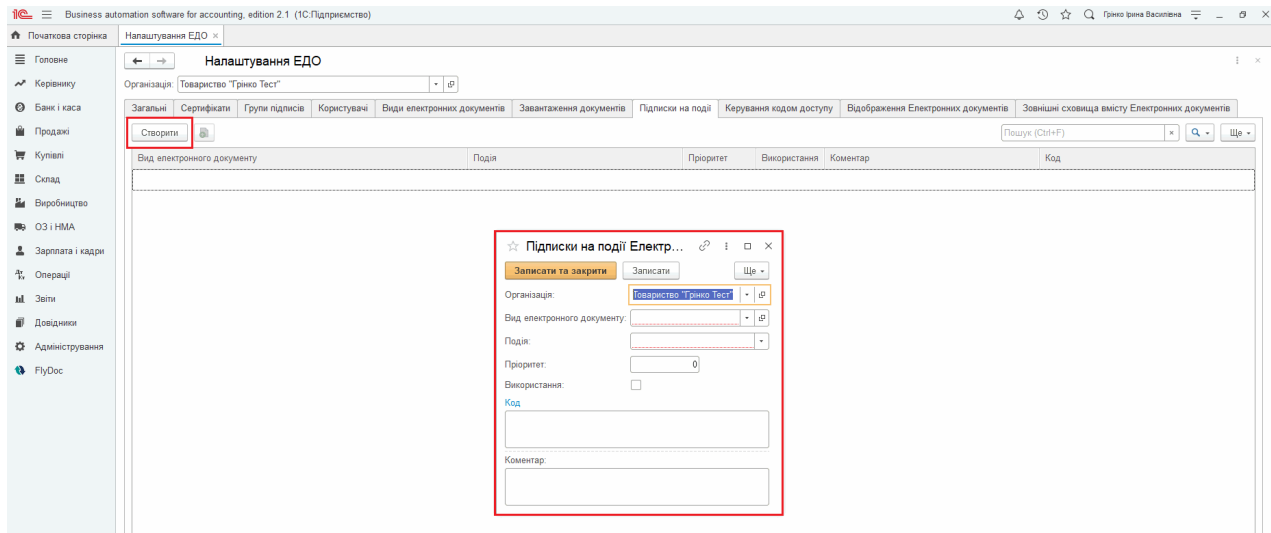 1С Business automation software for accounting, edition 2.1 (1С:Підприємство) Грінко Ірина Василівна
Початкова сторінка Налаштування ЕДО ×
Головне
Керівнику
Банк і каса
Продажі
Купівлі
Склад
Виробництво
ОЗ і НМА
Зарплата і кадри
Дт Кт Операції
Звіти
Довідники
Адміністрування
FlyDoc
Налаштування ЕДО
Організація: Товариство "Грінко Тест"
Загальні Сертифікати Групи підписів Користувачі Види електронних документів Завантаження документів Підписки на події Керування кодом доступу Відображення Електронних документів Зовнішні сховища вмісту Електронних документів
Створити Пошук (Ctrl+F) × Ще
Вид електронного документу Подія Пріоритет Використання Коментар Код
Підписки на події Електр...
Записати та закрити Записати Ще
Організація: Товариство "Грінко Тест"
Вид електронного документу:
Подія:
Пріоритет: 0
Використання:
Код
Коментар: